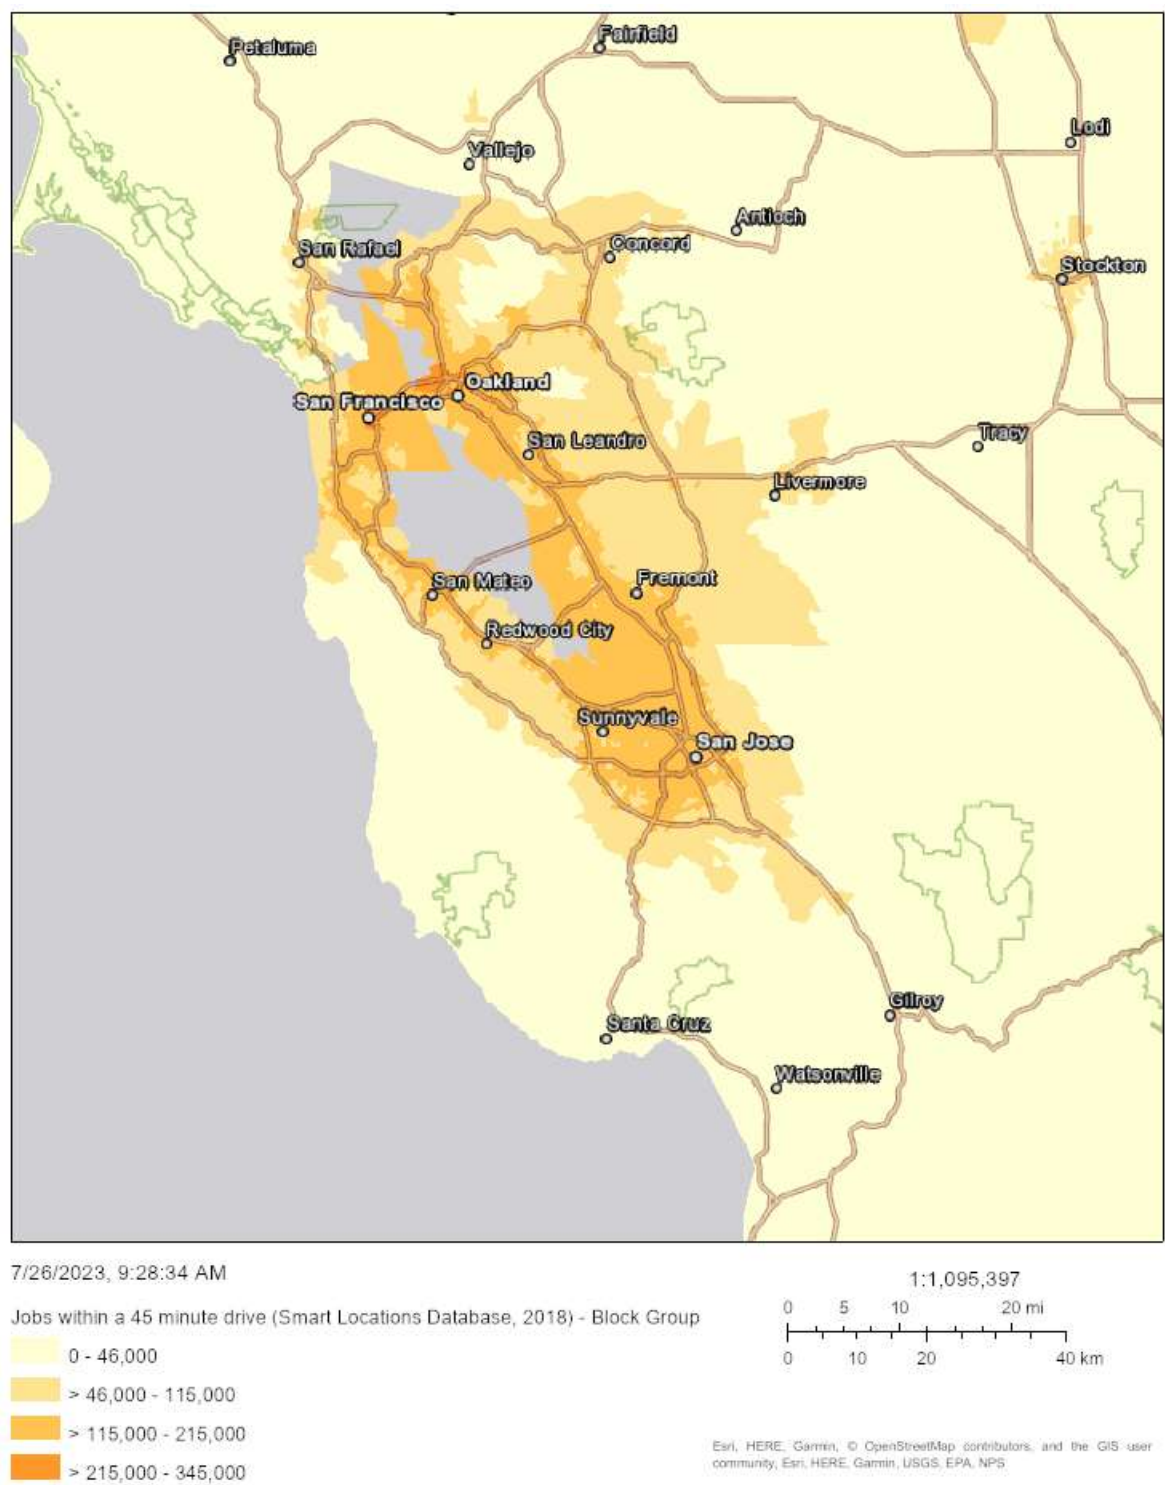 Petaluma
Fairfield
Lodi
Vallejo
Antioch
San Rafael
Concord
Stockton
Oakland
San Francisco
San Leandro
Tracy
Livermore
San Mateo
Fremont
Redwood City
Sunnyvale
San Jose
Gilroy
Santa Cruz
Watsonville
7/26/2023, 9:28:34 AM
1:1,095,397
0 5 10 20 mi
0 10 20 40 km
Jobs within a 45 minute drive (Smart Locations Database, 2018) - Block Group
0 - 46,000
> 46,000 - 115,000
> 115,000 - 215,000
> 215,000 - 345,000
Esri, HERE, Garmin, © OpenStreetMap contributors, and the GIS user
community, Esri, HERE, Garmin, USGS, EPA, NPS